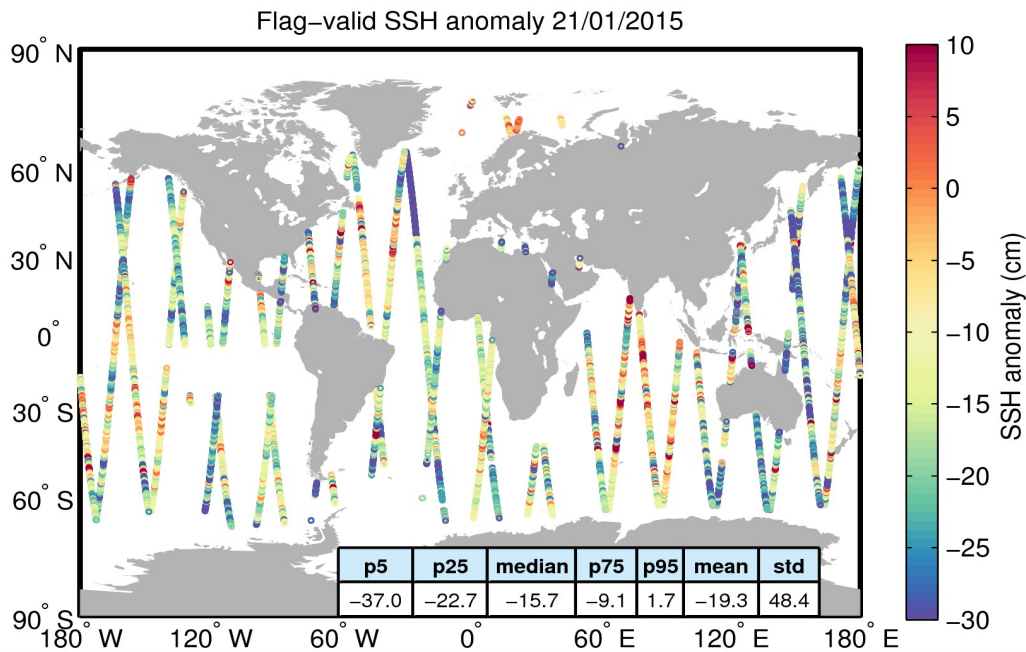 Flag−valid SSH anomaly 21/01/2015
90° N
60° N
30° N
0°
30° S
60° S
90° S
180° W 120° W 60° W 0° 60° E 120° E 180° E
p5 p25 median p75 p95 mean std
−37.0 −22.7 −15.7 −9.1 1.7 −19.3 48.4
10
5
0
−5
−10
−15
−20
−25
−30
SSH anomaly (cm)